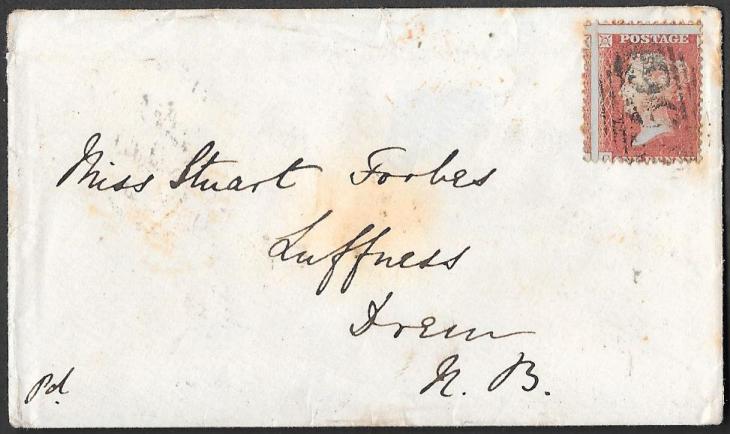 POSTAGE
Miss Stuart Forbes
Luffness
Drem
N. B.
Pd.